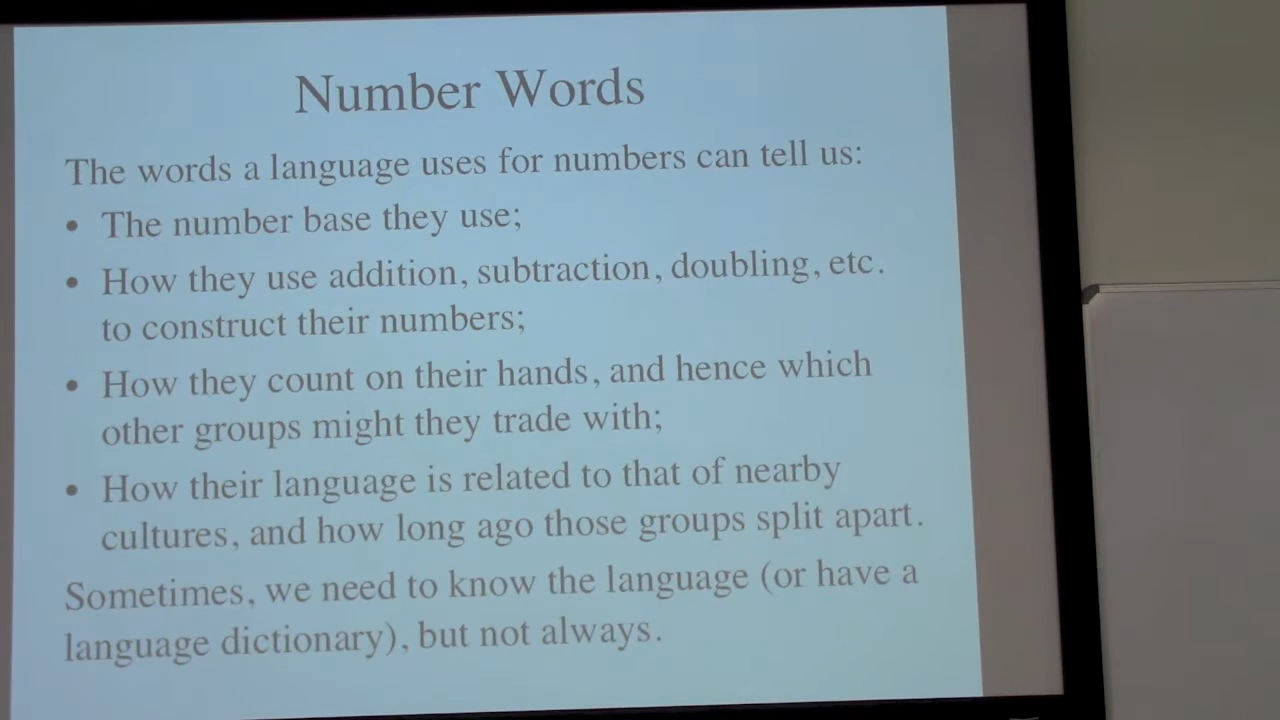 Number Words
The words a language uses for numbers can tell us:
• The number base they use;
• How they use addition, subtraction, doubling, etc.
to construct their numbers;
• How they count on their hands, and hence which
other groups might they trade with;
• How their language is related to that of nearby
cultures, and how long ago those groups split apart.
Sometimes, we need to know the language (or have a
language dictionary), but not always.